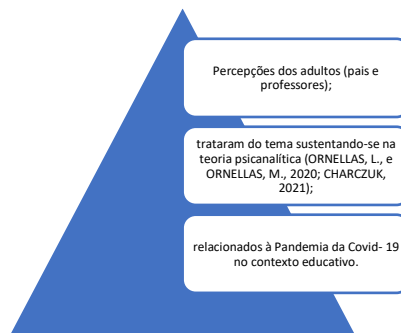 Percepções dos adultos (pais e
professores);
trataram do tema sustentando-se na
teoria psicanalítica (ORNELLAS, L., e
ORNELLAS, M., 2020; CHARCZUK,
2021);
relacionados à Pandemia da Covid- 19
no contexto educativo.